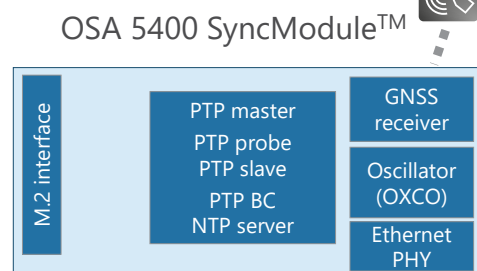 OSA 5400 SyncModule™
M.2 interface
PTP master
PTP probe
PTP slave
PTP BC
NTP server
GNSS
receiver
Oscillator
(OXCO)
Ethernet
PHY